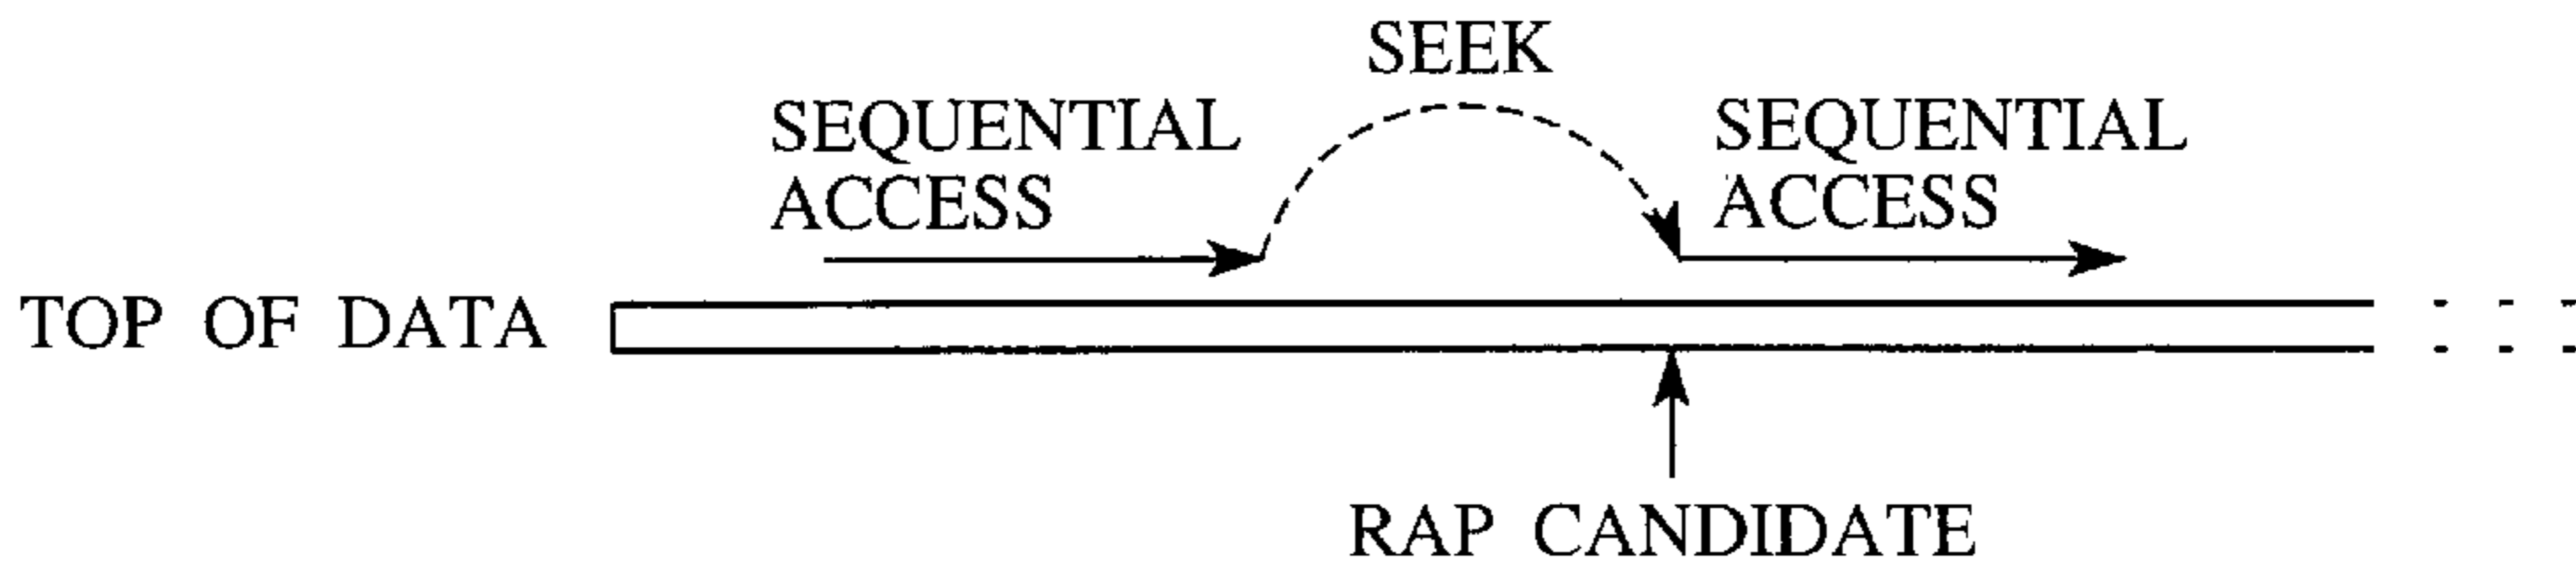 SEEK
SEQUENTIAL
ACCESS
SEQUENTIAL
ACCESS
TOP OF DATA
RAP CANDIDATE